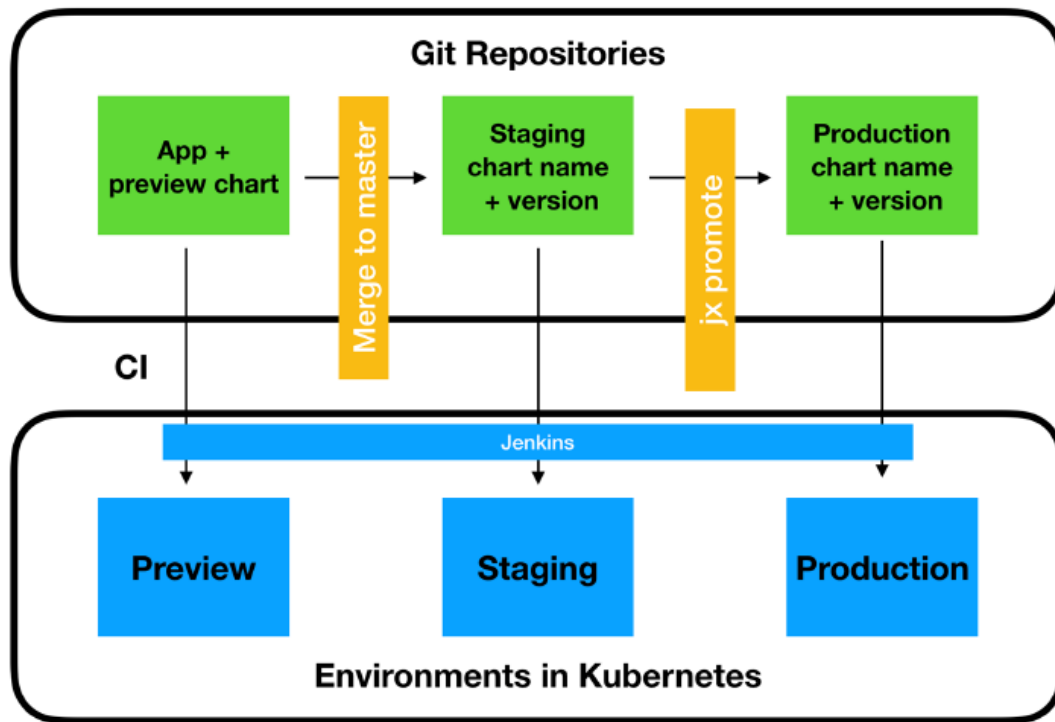 Git Repositories
App +
preview chart
Merge to master
Staging
chart name
+ version
jx promote
Production
chart name
+ version
CI
Jenkins
Preview
Staging
Production
Environments in Kubernetes